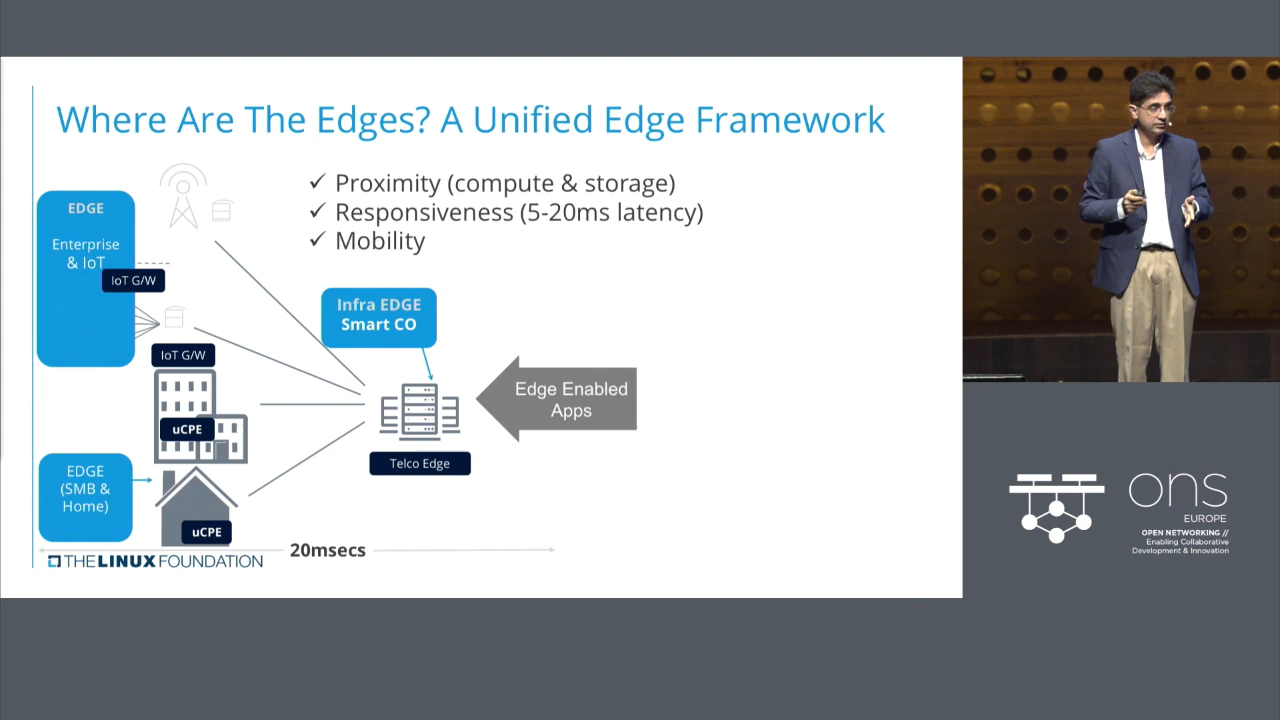 Where Are The Edges? A Unified Edge Framework
✓ Proximity (compute & storage)
✓ Responsiveness (5-20ms latency)
✓ Mobility
EDGE
Enterprise
& IoT
IoT G/W
Infra EDGE
Smart CO
IoT G/W
Edge Enabled
Apps
uCPE
Telco Edge
EDGE
(SMB &
Home)
uCPE
20msecs
THE LINUX FOUNDATION
ons
EUROPE
OPEN NETWORKING //
Enabling Collaborative
Development & Innovation